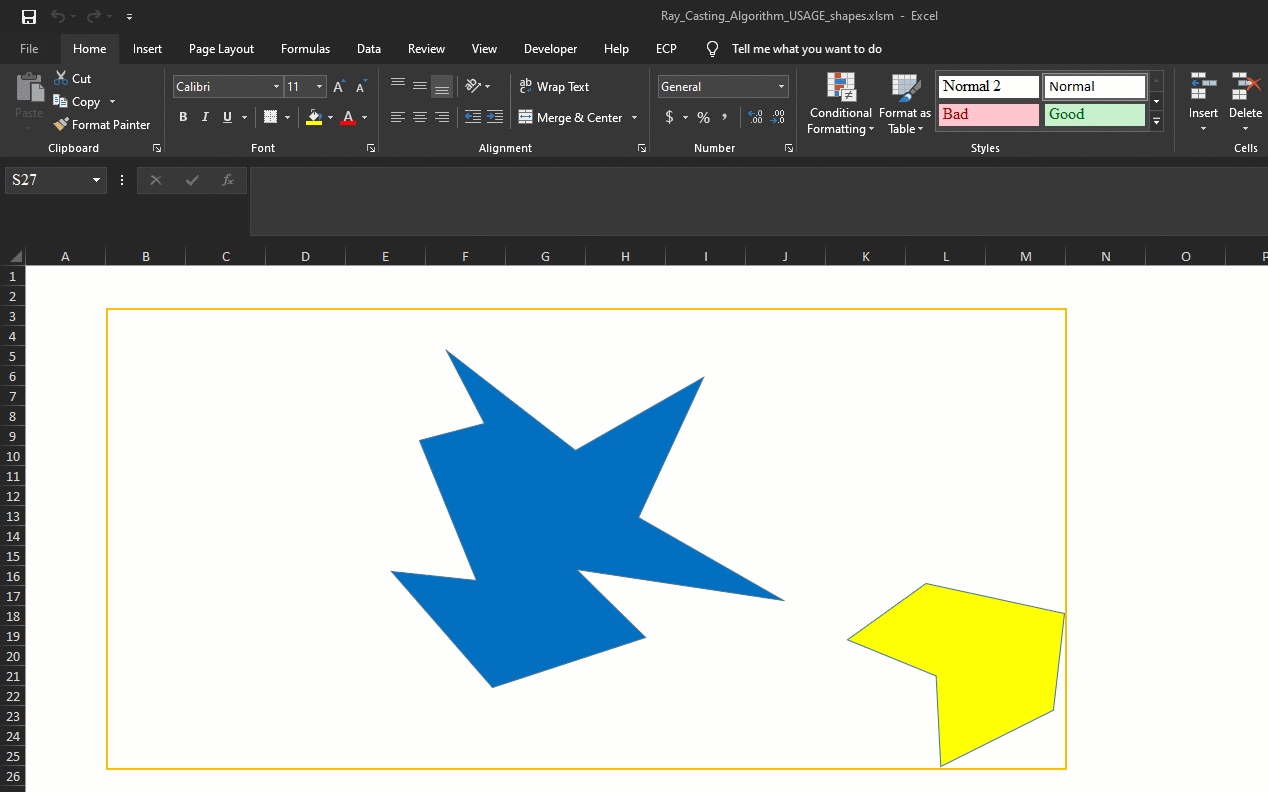 Ray_Casting_Algorithm_USAGE_shapes.xlsm - Excel
File Home Insert Page Layout Formulas Data Review View Developer Help ECP Tell me what you want to do
Paste
Cut
Copy
Format Painter
Clipboard
Calibri 11 A A
B I U A
Font
ab Wrap Text
Merge & Center
Alignment
General
$ % , .00 .00
Number
Conditional Formatting
Format as Table
Normal 2 Normal
Bad Good
Styles
Insert Delete
Cells
S27 fx
A B C D E F G H I J K L M N O P
1
2
3
4
5
6
7
8
9
10
11
12
13
14
15
16
17
18
19
20
21
22
23
24
25
26